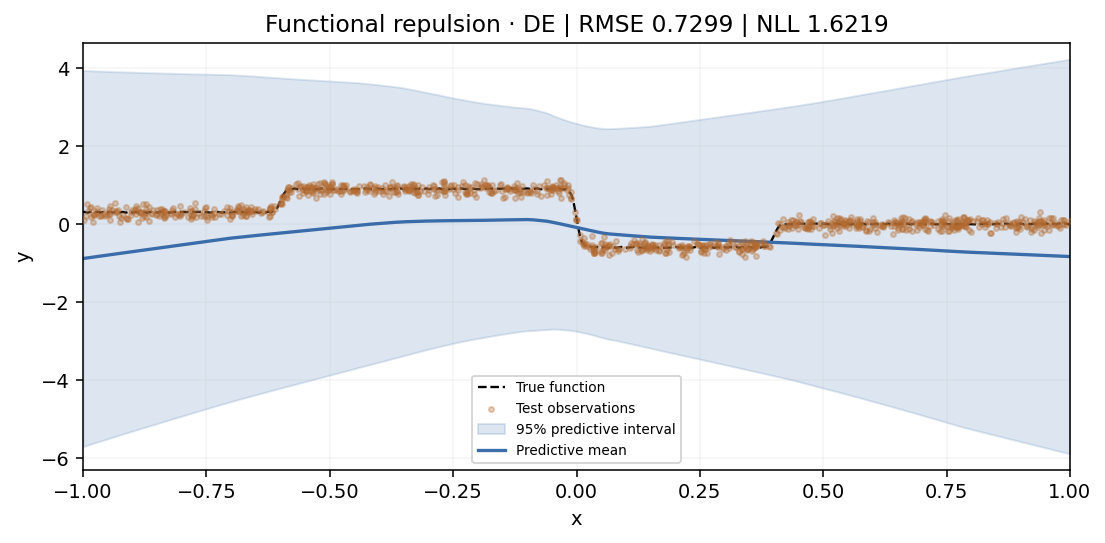 Functional repulsion · DE | RMSE 0.7299 | NLL 1.6219
4
2
0
−2
−4
−6
y
True function
Test observations
95% predictive interval
Predictive mean
−1.00 −0.75 −0.50 −0.25 0.00 0.25 0.50 0.75 1.00
x